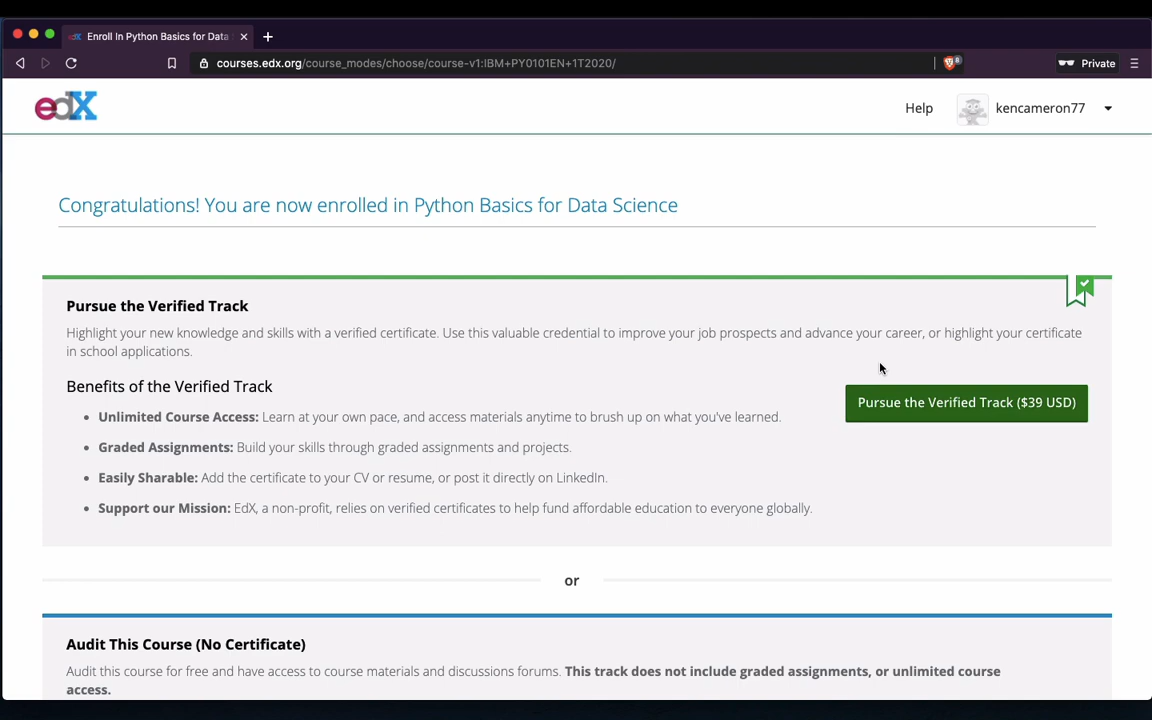 Enroll In Python Basics for Data
courses.edx.org/course_modes/choose/course-v1:IBM+PY0101EN+1T2020/
8
Private
edX
Help
kencameron77
Congratulations! You are now enrolled in Python Basics for Data Science
Pursue the Verified Track
Highlight your new knowledge and skills with a verified certificate. Use this valuable credential to improve your job prospects and advance your career, or highlight your certificate
in school applications.
Benefits of the Verified Track
Pursue the Verified Track ($39 USD)
• Unlimited Course Access: Learn at your own pace, and access materials anytime to brush up on what you've learned.
• Graded Assignments: Build your skills through graded assignments and projects.
• Easily Sharable: Add the certificate to your CV or resume, or post it directly on LinkedIn.
• Support our Mission: EdX, a non-profit, relies on verified certificates to help fund affordable education to everyone globally.
or
Audit This Course (No Certificate)
Audit this course for free and have access to course materials and discussions forums. This track does not include graded assignments, or unlimited course
access.